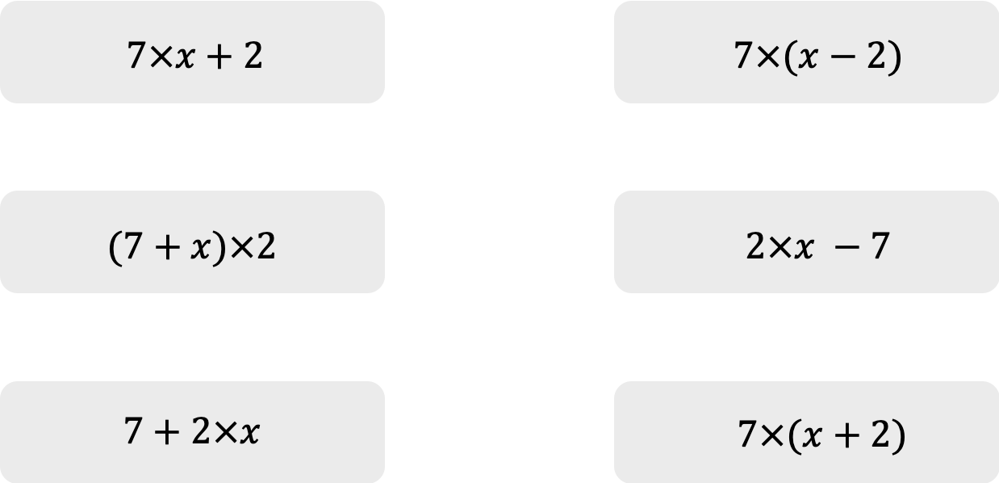 7×x + 2
7×(x − 2)
(7 + x)×2
2×x − 7
7 + 2×x
7×(x + 2)